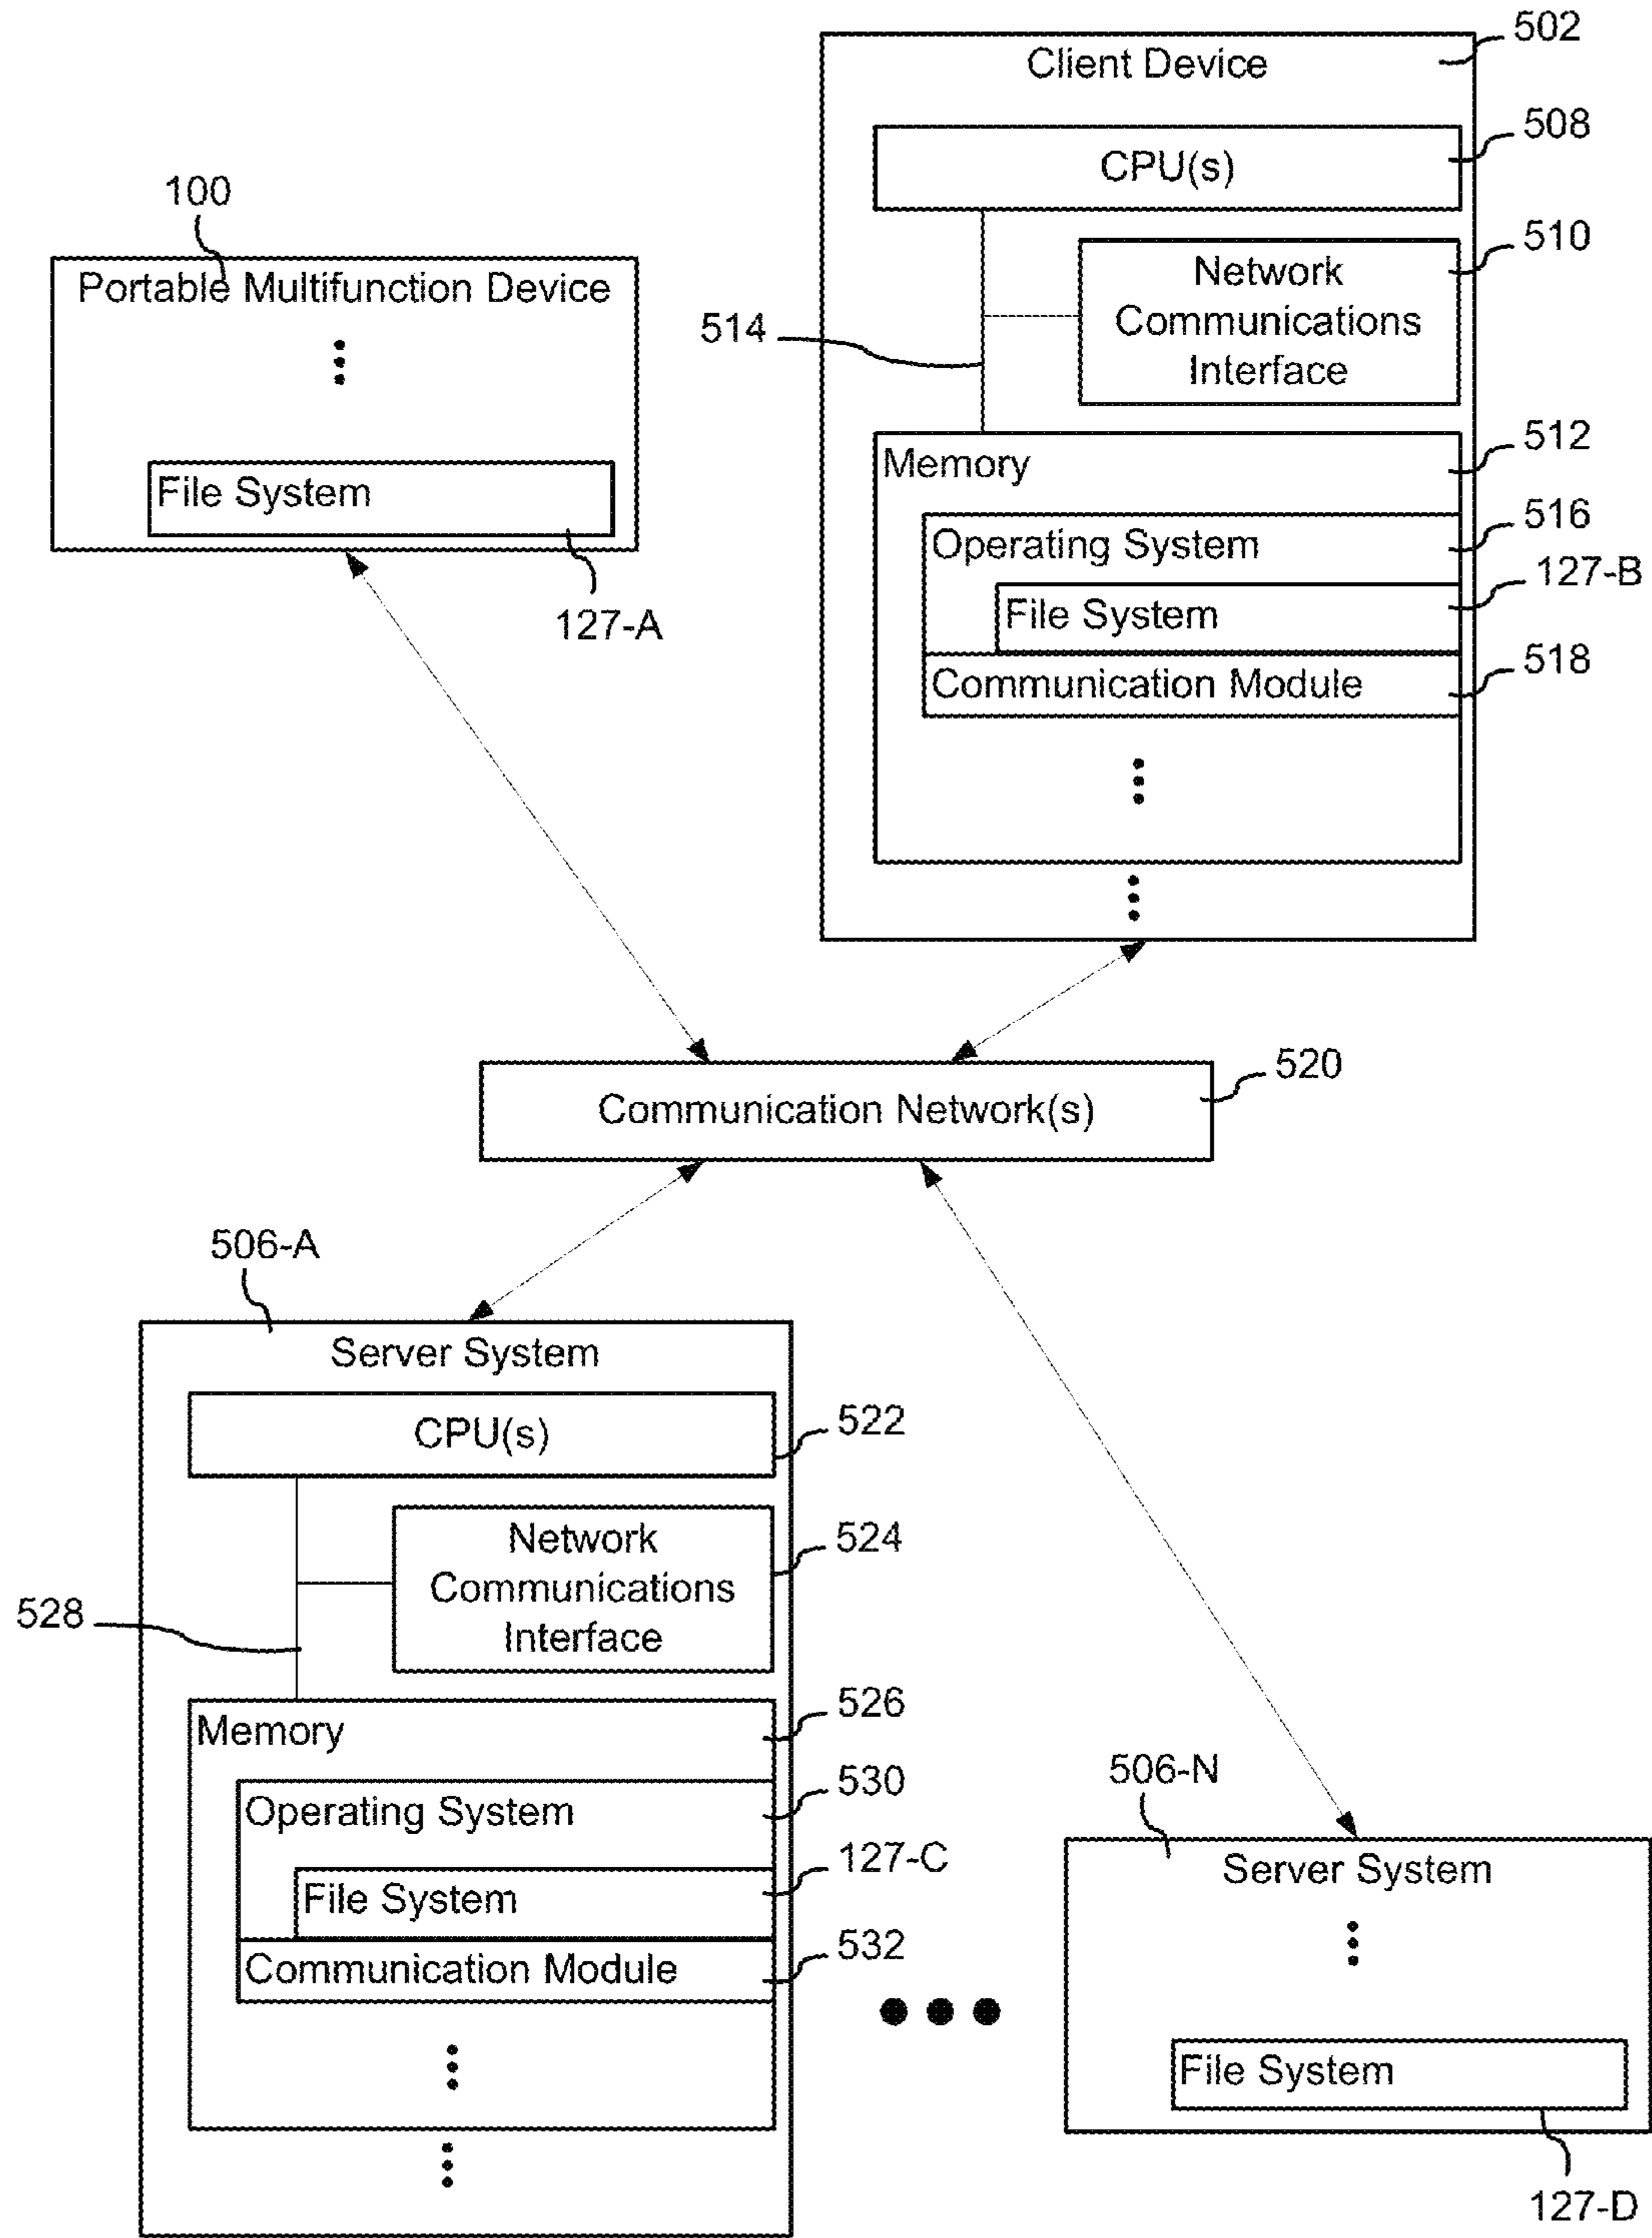 502
Client Device
508
CPU(s)
100
510
Portable Multifunction Device
Network
Communications
Interface
514
512
Memory
File System
516
Operating System
127-B
File System
127-A
518
Communication Module
520
Communication Network(s)
506-A
Server System
522
CPU(s)
524
Network
Communications
Interface
528
526
Memory
530
Operating System
127-C
File System
532
Communication Module
506-N
Server System
File System
127-D